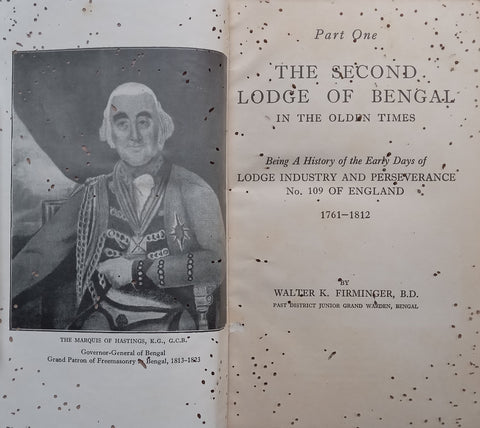 THE MARQUIS OF HASTINGS, K.G., G.C.B.
Governor-General of Bengal
Grand Patron of Freemasonry in Bengal, 1813-1823
Part One
THE SECOND
LODGE OF BENGAL
IN THE OLDEN TIMES
Being A History of the Early Days of
LODGE INDUSTRY AND PERSEVERANCE
No. 109 OF ENGLAND
1761-1812
BY
WALTER K. FIRMINGER, B.D.
PAST DISTRICT JUNIOR GRAND WARDEN, BENGAL